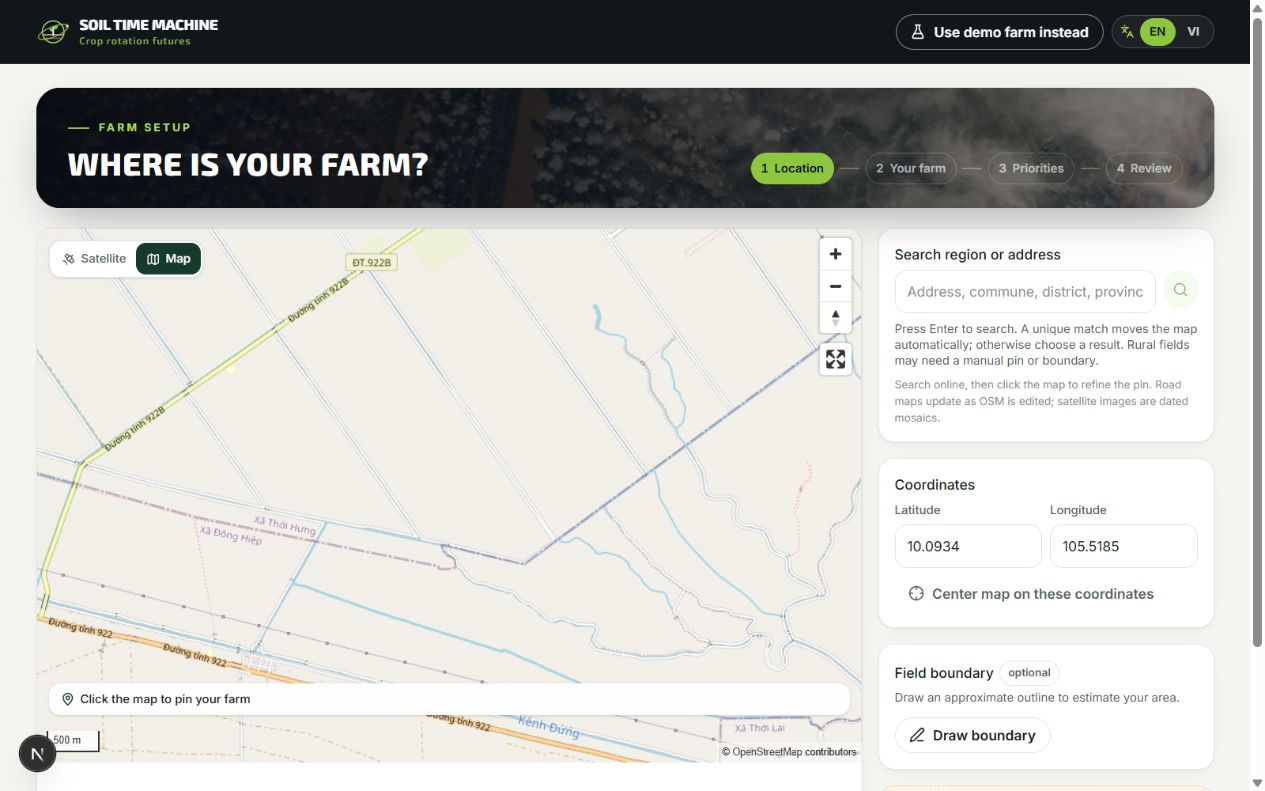 SOIL TIME MACHINE
Crop rotation futures
Use demo farm instead
EN
VI
FARM SETUP
WHERE IS YOUR FARM?
1 Location
2 Your farm
3 Priorities
4 Review
Satellite
Map
ĐT.922B
Đường tỉnh 922B
Đường tỉnh 922B
Xã Thới Hưng
Xã Đông Hiệp
Đường tỉnh 922
Đường tỉnh 922
Click the map to pin your farm
Đường tỉnh 922
Kênh Đứng
Xã Thới Lai
500 m
N
© OpenStreetMap contributors
Search region or address
Address, commune, district, provinc
Press Enter to search. A unique match moves the map
automatically; otherwise choose a result. Rural fields
may need a manual pin or boundary.
Search online, then click the map to refine the pin. Road
maps update as OSM is edited; satellite images are dated
mosaics.
Coordinates
Latitude
Longitude
10.0934
105.5185
Center map on these coordinates
Field boundary
optional
Draw an approximate outline to estimate your area.
Draw boundary